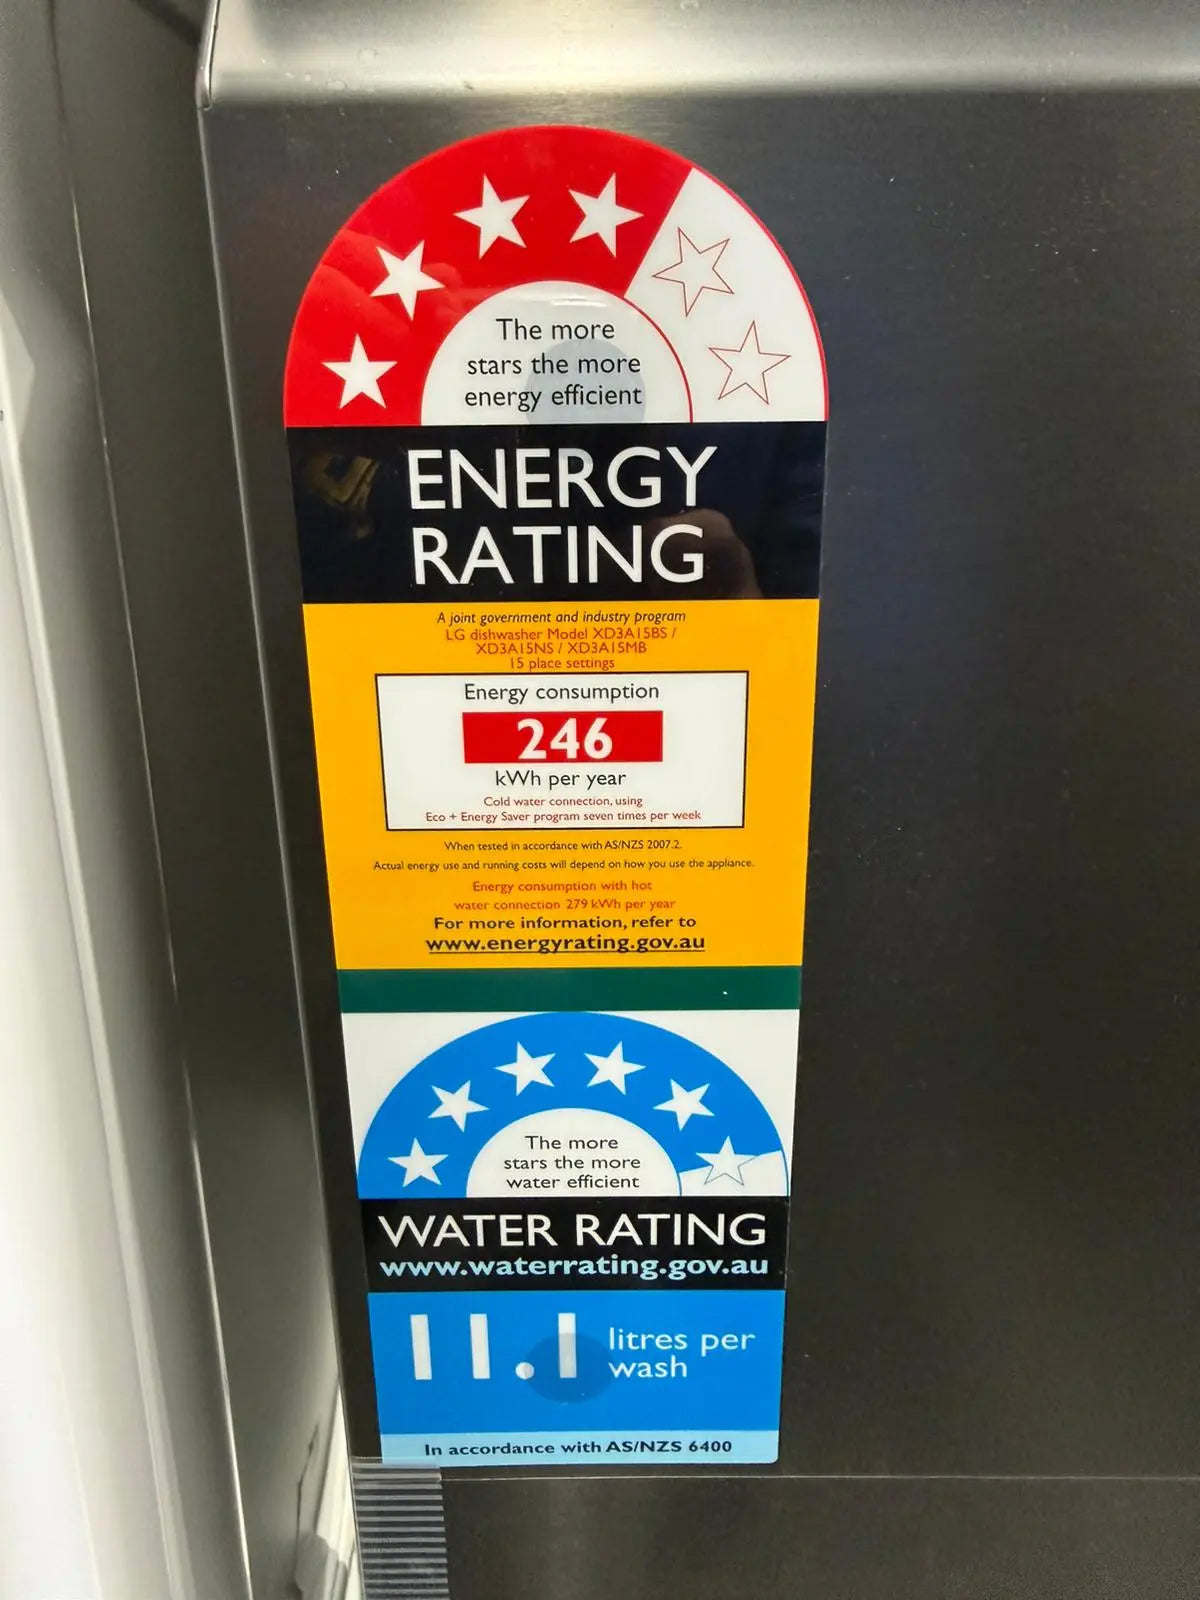 The more
stars the more
energy efficient
ENERGY
RATING
A joint government and industry program
LG dishwasher Model XD3A15BS /
XD3A15NS / XD3A15MB
15 place settings
Energy consumption
246
kWh per year
Cold water connection, using
Eco + Energy Saver program seven times per week
When tested in accordance with AS/NZS 2007.2.
Actual energy use and running costs will depend on how you use the appliance.
Energy consumption with hot
water connection 279 kWh per year
For more information, refer to
www.energyrating.gov.au
The more
stars the more
water efficient
WATER RATING
www.waterrating.gov.au
11.1 litres per
wash
In accordance with AS/NZS 6400